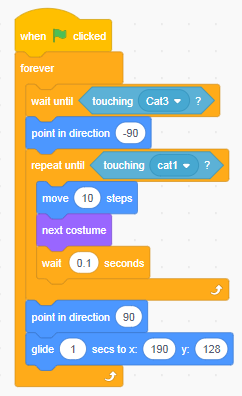 when clicked
forever
wait until touching Cat3 ?
point in direction -90
repeat until touching cat1 ?
move 10 steps
next costume
wait 0.1 seconds
point in direction 90
glide 1 secs to x: 190 y: 128